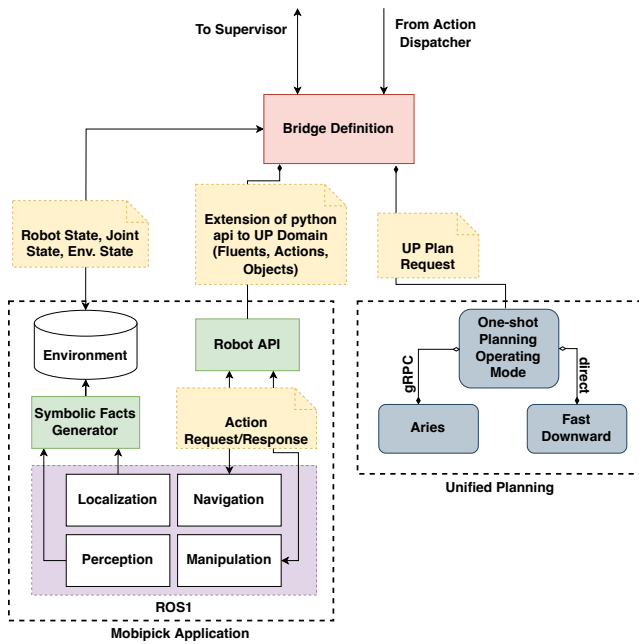 To Supervisor
From Action
Dispatcher
Bridge Definition
Robot State, Joint
State, Env. State
Extension of python
api to UP Domain
(Fluents, Actions,
Objects)
UP Plan
Request
Environment
Robot API
One-shot
Planning
Operating
Mode
gRPC
direct
Symbolic Facts
Generator
Action
Request/Response
Aries
Fast
Downward
Localization
Navigation
Unified Planning
Perception
Manipulation
ROS1
Mobipick Application